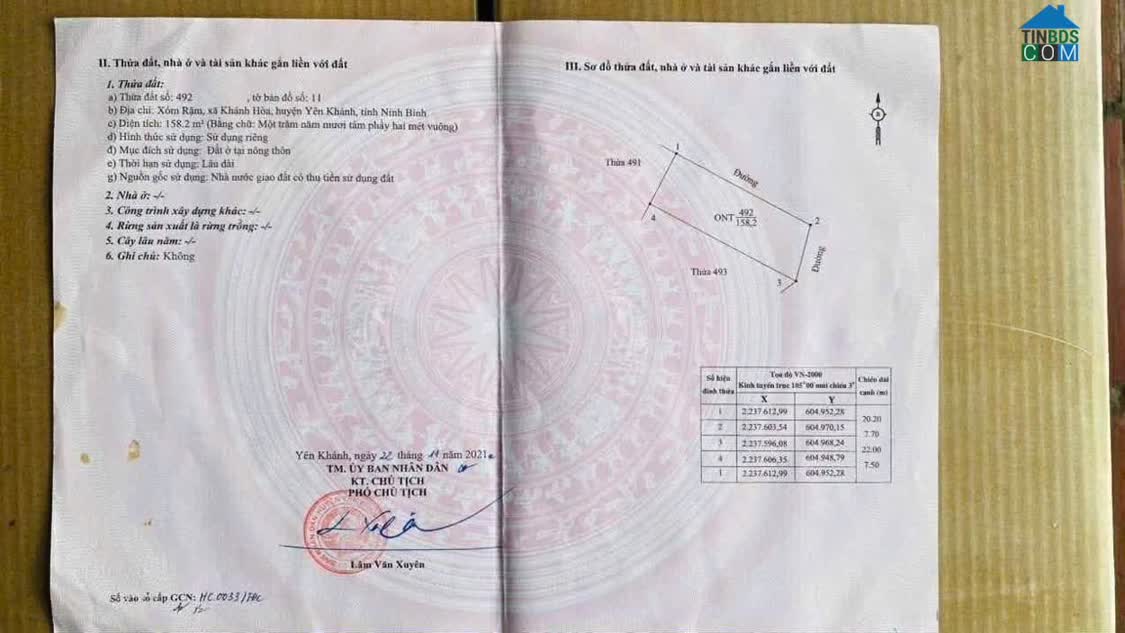 II. Thửa đất, nhà ở và tài sản khác gắn liền với đất
1. Thửa đất:
a) Thửa đất số: 492 , tờ bản đồ số: 11
b) Địa chỉ: Xóm Rậm, xã Khánh Hòa, huyện Yên Khánh, tỉnh Ninh Bình
c) Diện tích: 158.2 m² (Bằng chữ: Một trăm năm mươi tám phẩy hai mét vuông)
d) Hình thức sử dụng: Sử dụng riêng
đ) Mục đích sử dụng: Đất ở tại nông thôn
e) Thời hạn sử dụng: Lâu dài
g) Nguồn gốc sử dụng: Nhà nước giao đất có thu tiền sử dụng đất
2. Nhà ở: -/-
3. Công trình xây dựng khác: -/-
4. Rừng sản xuất là rừng trồng: -/-
5. Cây lâu năm: -/-
6. Ghi chú: Không
Yên Khánh, ngày 22 tháng 11 năm 2021
TM. ỦY BAN NHÂN DÂN
KT. CHỦ TỊCH
PHÓ CHỦ TỊCH
Lâm Văn Xuyên
Số vào sổ cấp GCN: HC.0033/
III. Sơ đồ thửa đất, nhà ở và tài sản khác gắn liền với đất
B
1
Thửa 491
Đường
4
ONT 492
158,2
2
Đường
Thửa 493
3
Số hiệu đỉnh thửa Tọa độ VN-2000 Chiều dài cạnh (m)
Kinh tuyến trục 105°00' múi chiếu 3°
X Y
1 2.237.612,99 604.952,28
20.20
2 2.237.603,54 604.970,15
7.70
3 2.237.596,08 604.968,24
22.00
4 2.237.606,35 604.948,79
7.50
1 2.237.612,99 604.952,28
TINBDS
COM